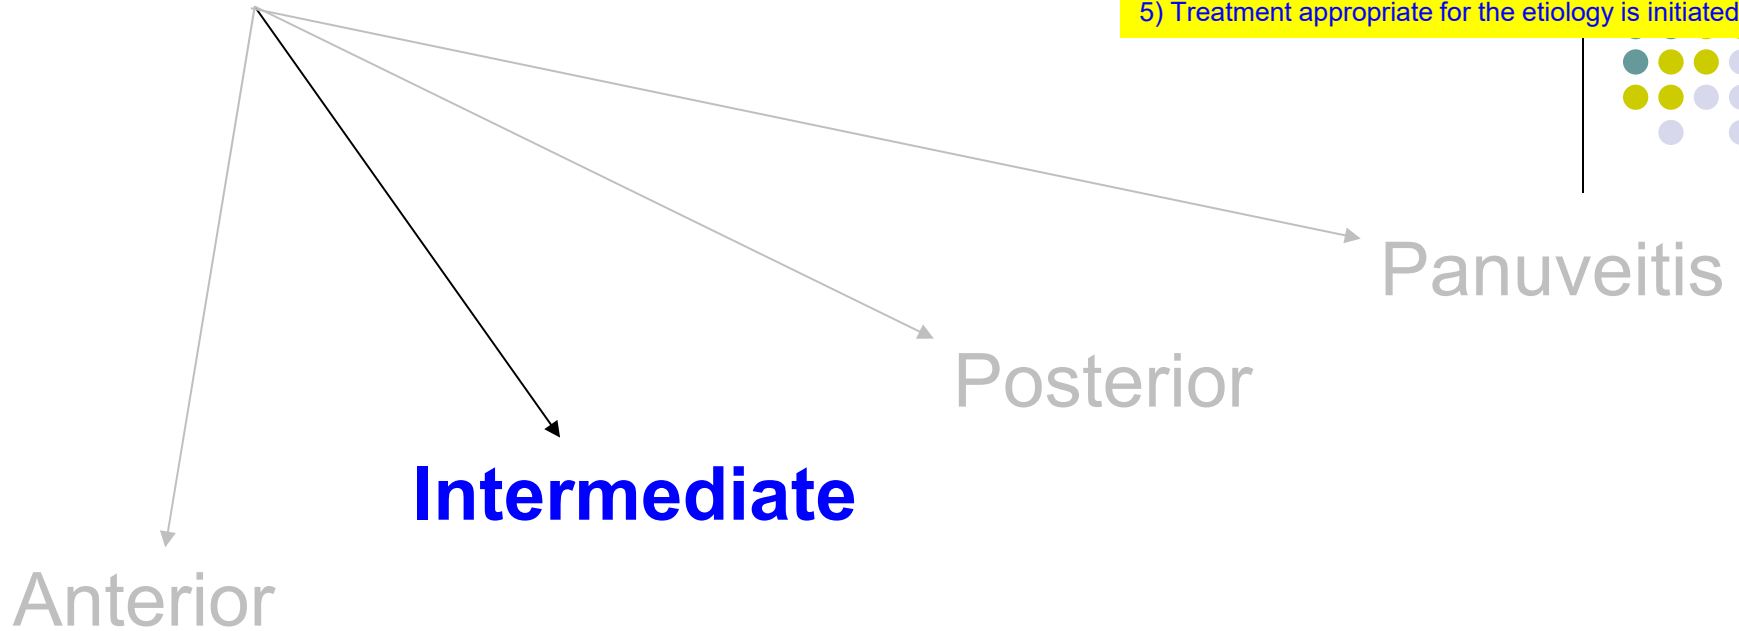 5) Treatment appropriate for the etiology is initiated
Panuveitis
Posterior
Intermediate
Anterior